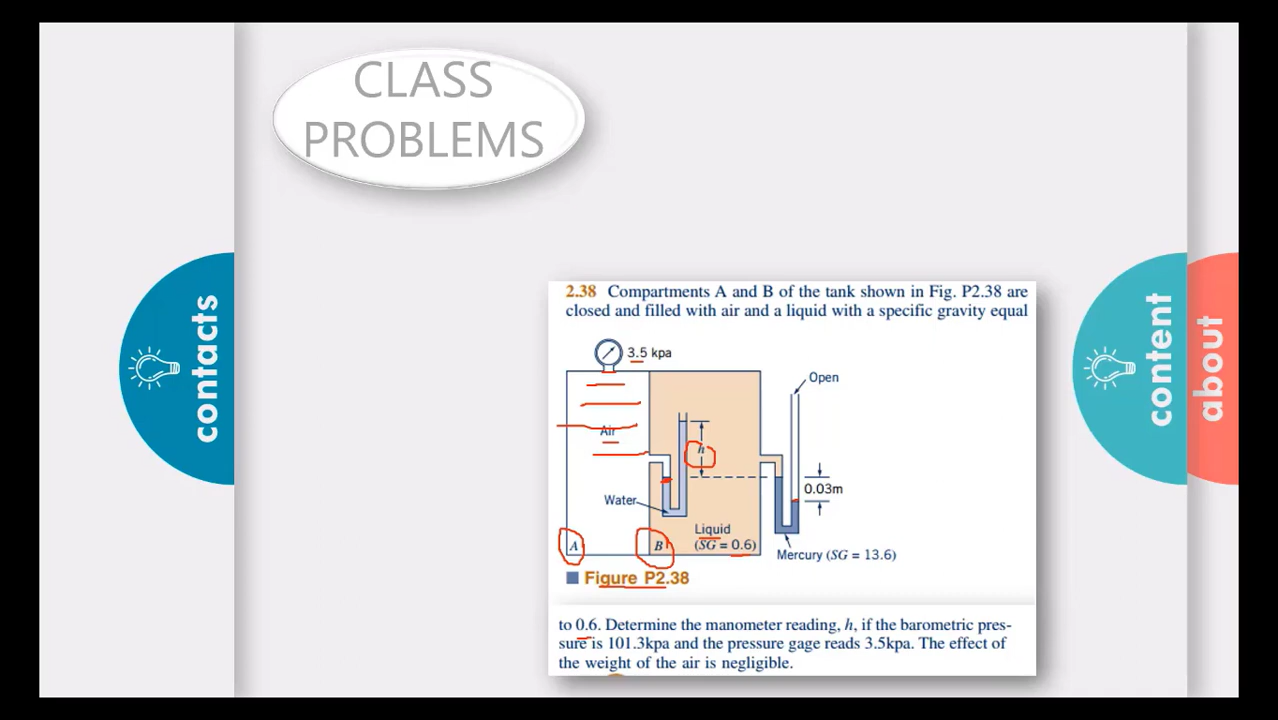 CLASS
PROBLEMS
contacts
content
about
2.38 Compartments A and B of the tank shown in Fig. P2.38 are
closed and filled with air and a liquid with a specific gravity equal
3.5 kpa
Open
Air
h
0.03m
Water
Liquid
(SG = 0.6)
A
B
Mercury (SG = 13.6)
Figure P2.38
to 0.6. Determine the manometer reading, h, if the barometric pres-
sure is 101.3kpa and the pressure gage reads 3.5kpa. The effect of
the weight of the air is negligible.